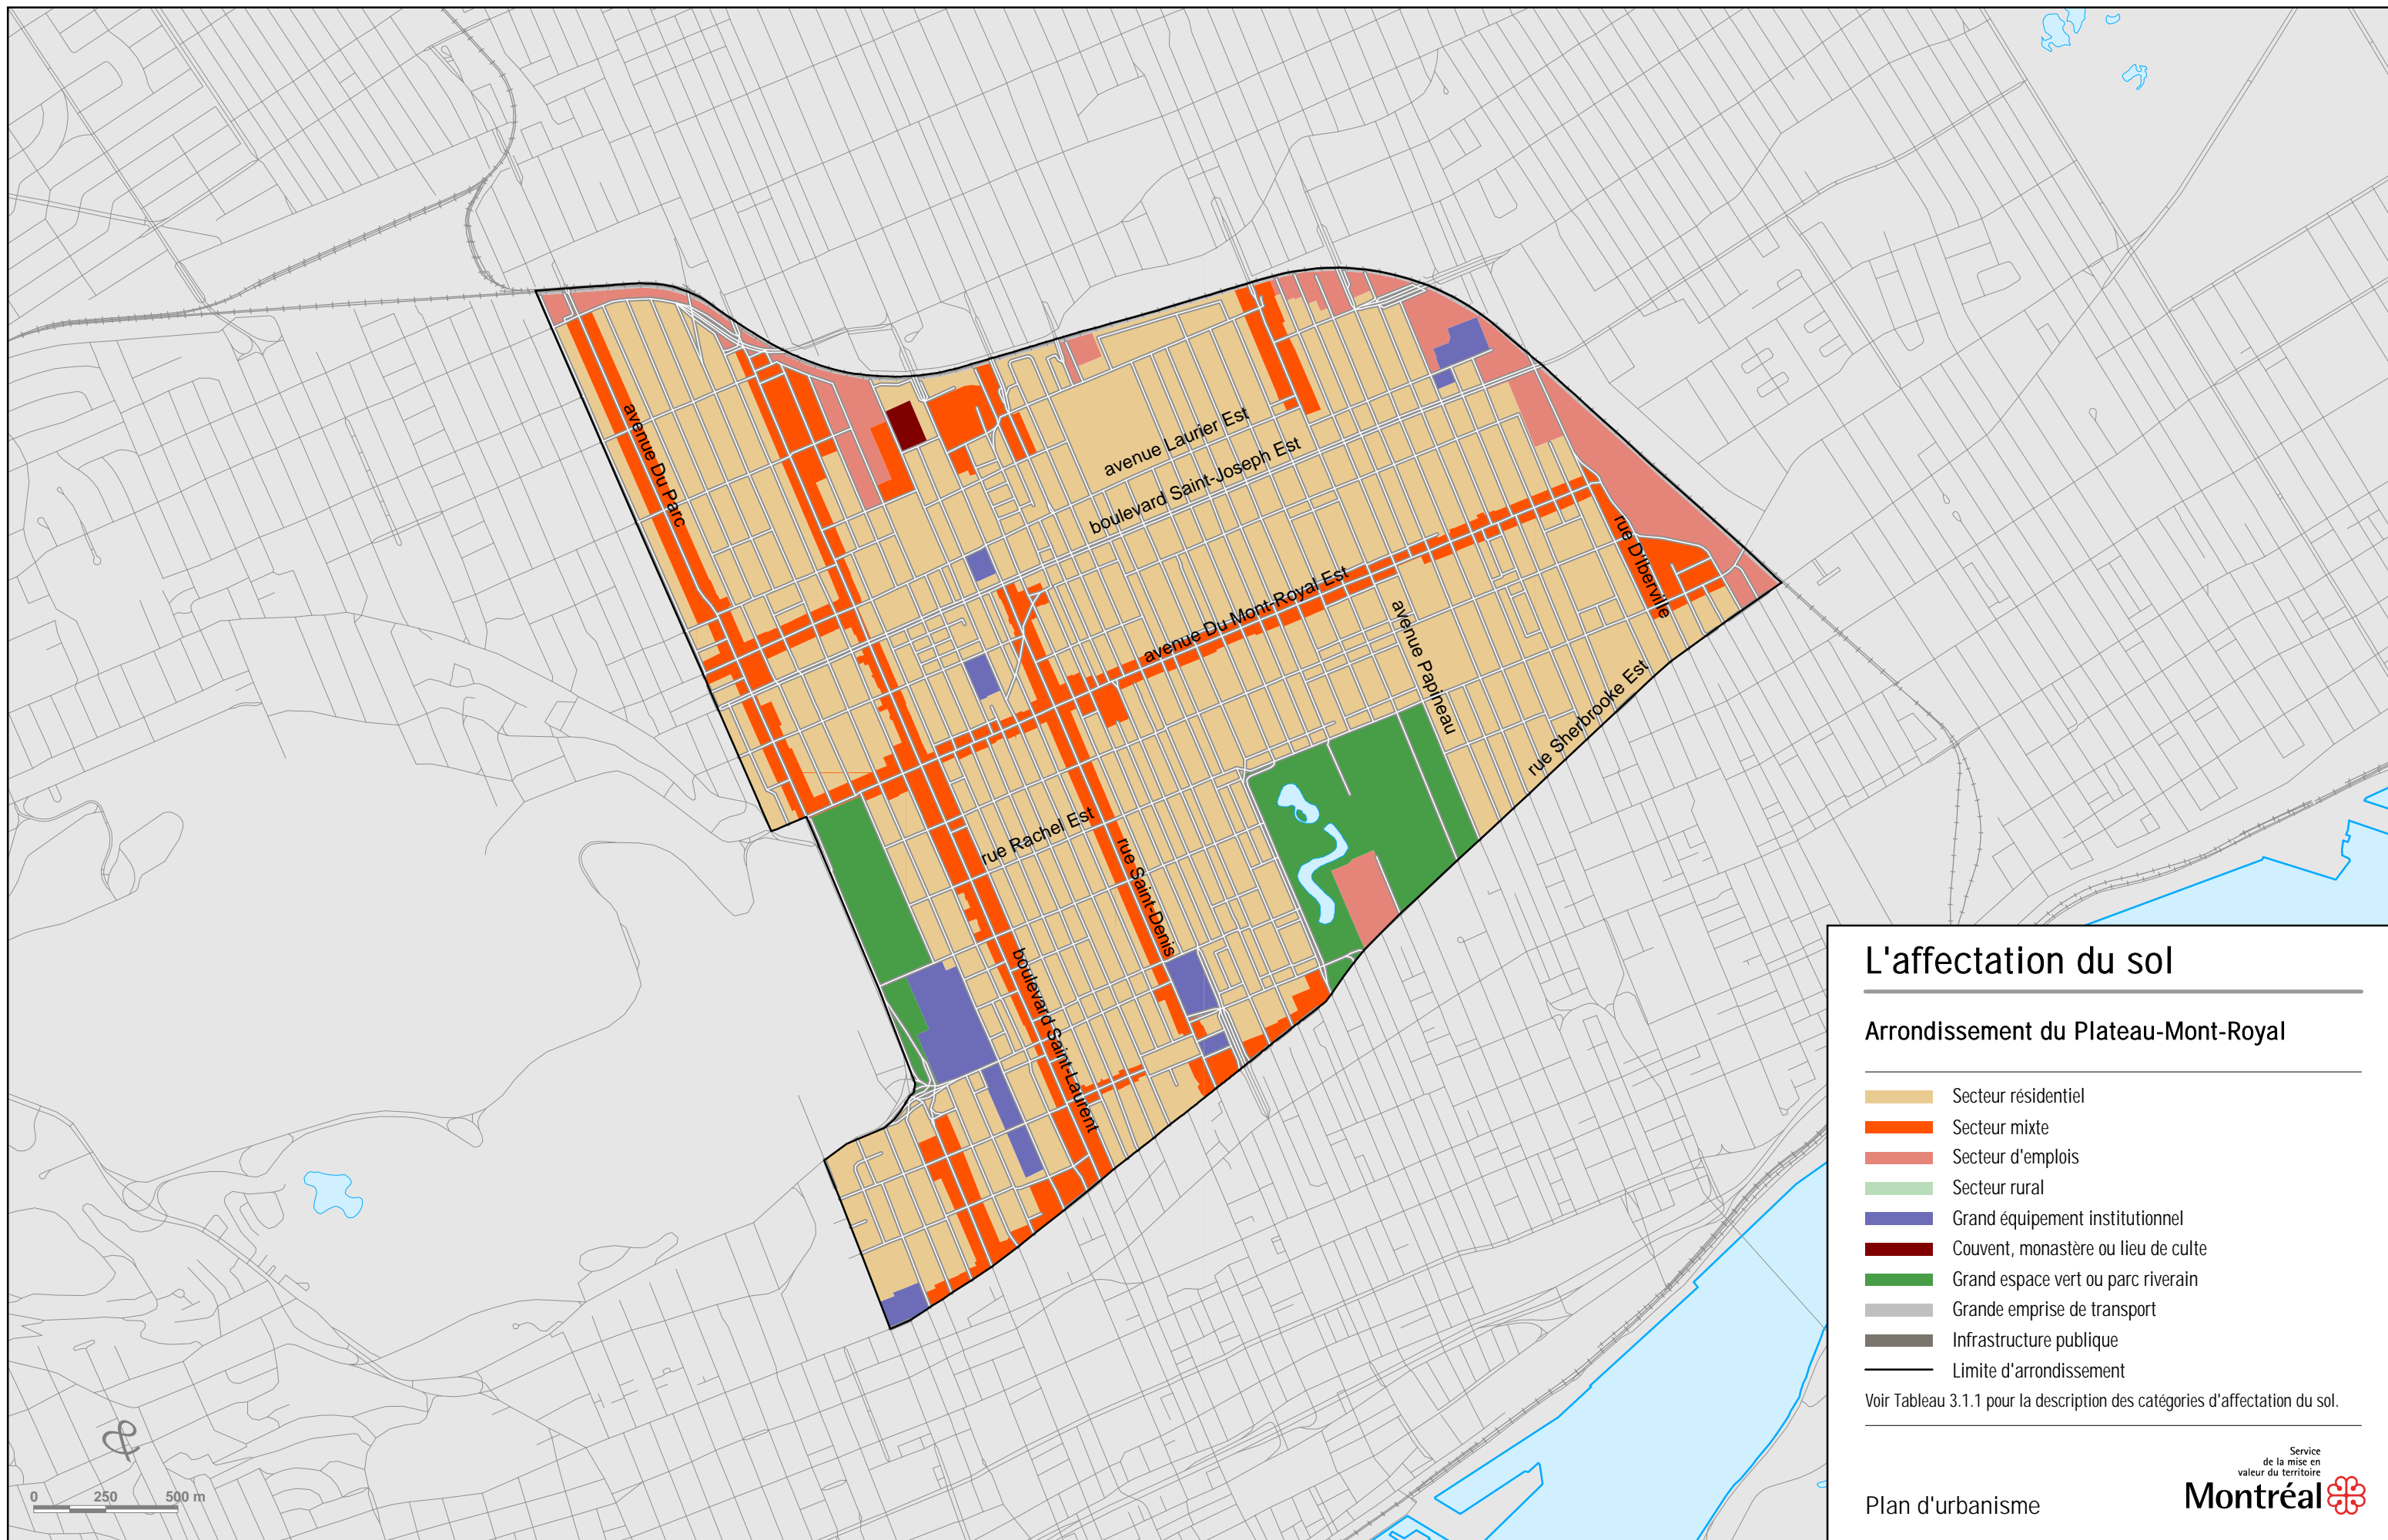 avenue Du Parc
avenue Laurier Est
boulevard Saint-Joseph Est
avenue Du Mont-Royal Est
avenue Papineau
rue D'Iberville
rue Sherbrooke Est
rue Rachel Est
rue Saint-Denis
boulevard Saint-Laurent
0 250 500 m
L'affectation du sol
Arrondissement du Plateau-Mont-Royal
Secteur résidentiel
Secteur mixte
Secteur d'emplois
Secteur rural
Grand équipement institutionnel
Couvent, monastère ou lieu de culte
Grand espace vert ou parc riverain
Grande emprise de transport
Infrastructure publique
Limite d'arrondissement
Voir Tableau 3.1.1 pour la description des catégories d'affectation du sol.
Service
de la mise en
valeur du territoire
Montréal
Plan d'urbanisme